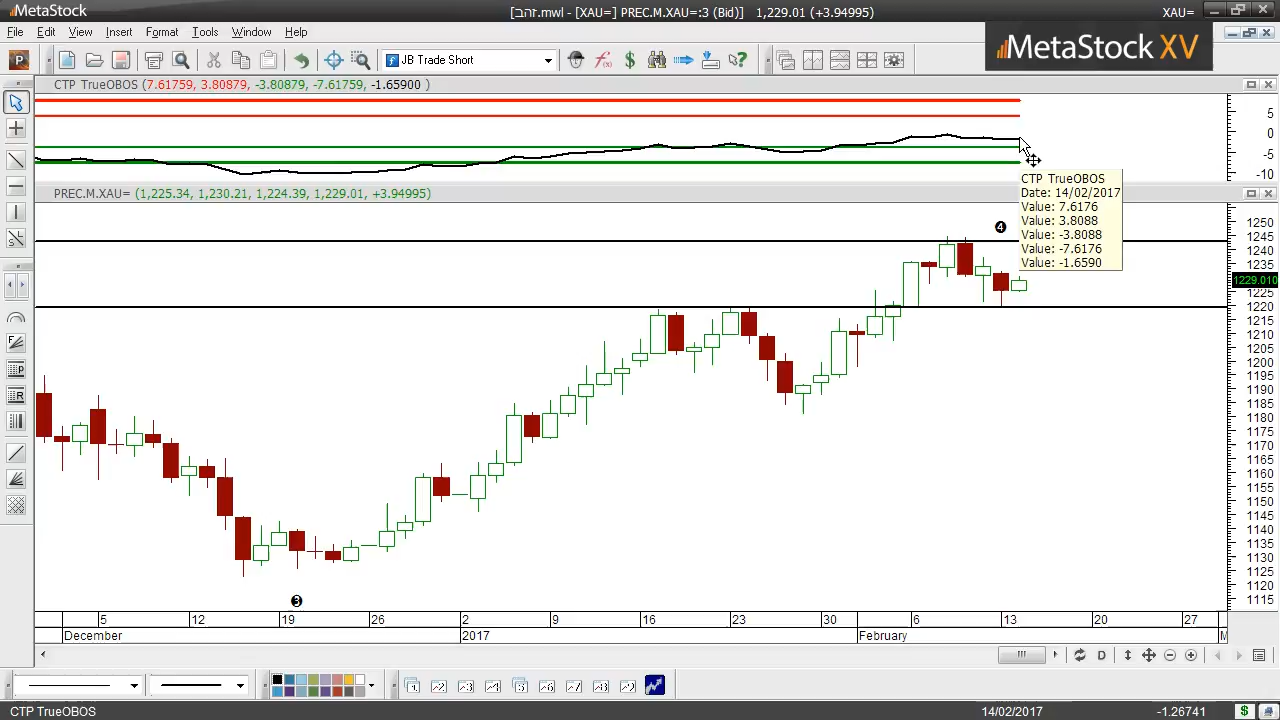 MetaStock
[זהב.mwl - [XAU=] PREC.M.XAU=:3 (Bid)] 1,229.01 (+3.94995)
XAU=
File Edit View Insert Format Tools Window Help
JB Trade Short
MetaStock XV
CTP TrueOBOS (7.61759, 3.80879, -3.80879, -7.61759, -1.65900 )
5
0
-5
-10
PREC.M.XAU= (1,225.34, 1,230.21, 1,224.39, 1,229.01, +3.94995)
CTP TrueOBOS
Date: 14/02/2017
Value: 7.6176
Value: 3.8088
Value: -3.8088
Value: -7.6176
Value: -1.6590
4
3
1250
1245
1240
1235
1229.010
1225
1220
1215
1210
1205
1200
1195
1190
1185
1180
1175
1170
1165
1160
1155
1150
1145
1140
1135
1130
1125
1120
1115
5 12 19 26 2 9 16 23 30 6 13 20 27
December 2017 February M
D
CTP TrueOBOS 14/02/2017 -1.26741